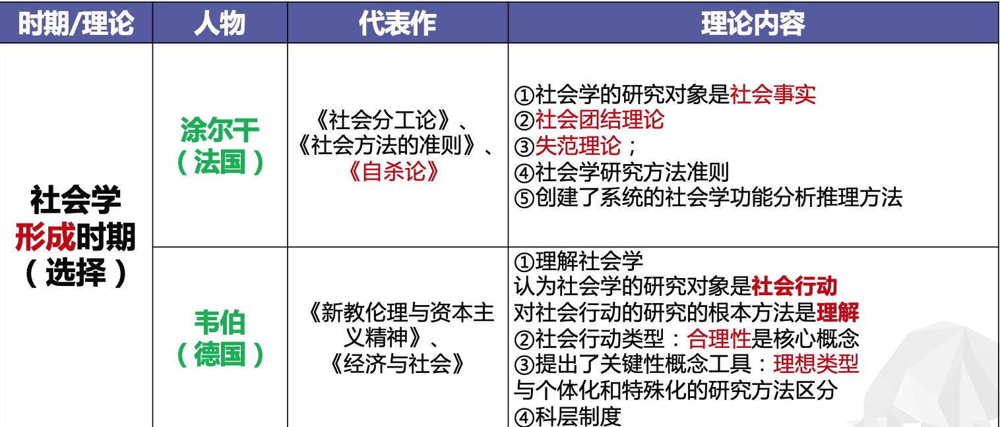 时期/理论 人物 代表作 理论内容
社会学
形成时期
（选择）
涂尔干
（法国）
《社会分工论》、
《社会方法的准则》、
《自杀论》
①社会学的研究对象是社会事实
②社会团结理论
③失范理论；
④社会学研究方法准则
⑤创建了系统的社会学功能分析推理方法
韦伯
（德国）
《新教伦理与资本主
义精神》、
《经济与社会》
①理解社会学
认为社会学的研究对象是社会行动
对社会行动的研究的根本方法是理解
②社会行动类型：合理性是核心概念
③提出了关键性概念工具：理想类型
与个体化和特殊化的研究方法区分
④科层制度